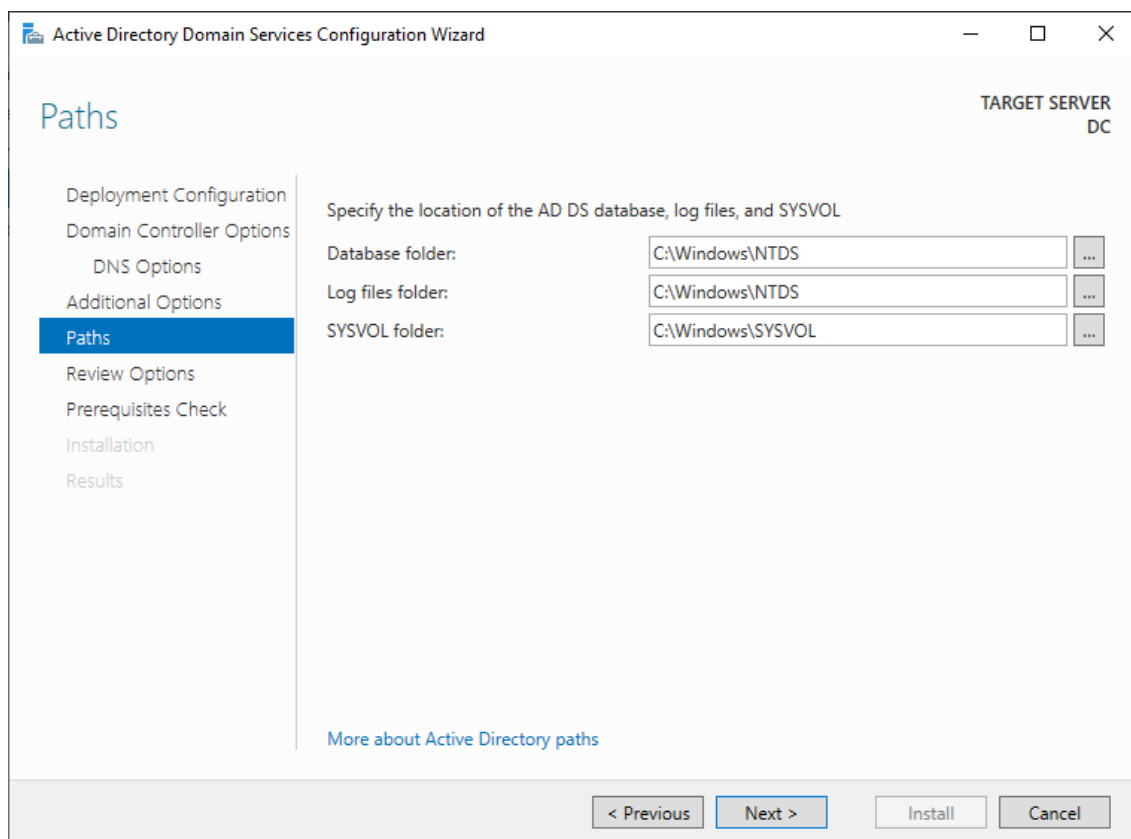 Active Directory Domain Services Configuration Wizard
Paths
TARGET SERVER
DC
Deployment Configuration
Domain Controller Options
DNS Options
Additional Options
Paths
Review Options
Prerequisites Check
Installation
Results
Specify the location of the AD DS database, log files, and SYSVOL
Database folder: C:\Windows\NTDS ...
Log files folder: C:\Windows\NTDS ...
SYSVOL folder: C:\Windows\SYSVOL ...
More about Active Directory paths
< Previous Next > Install Cancel